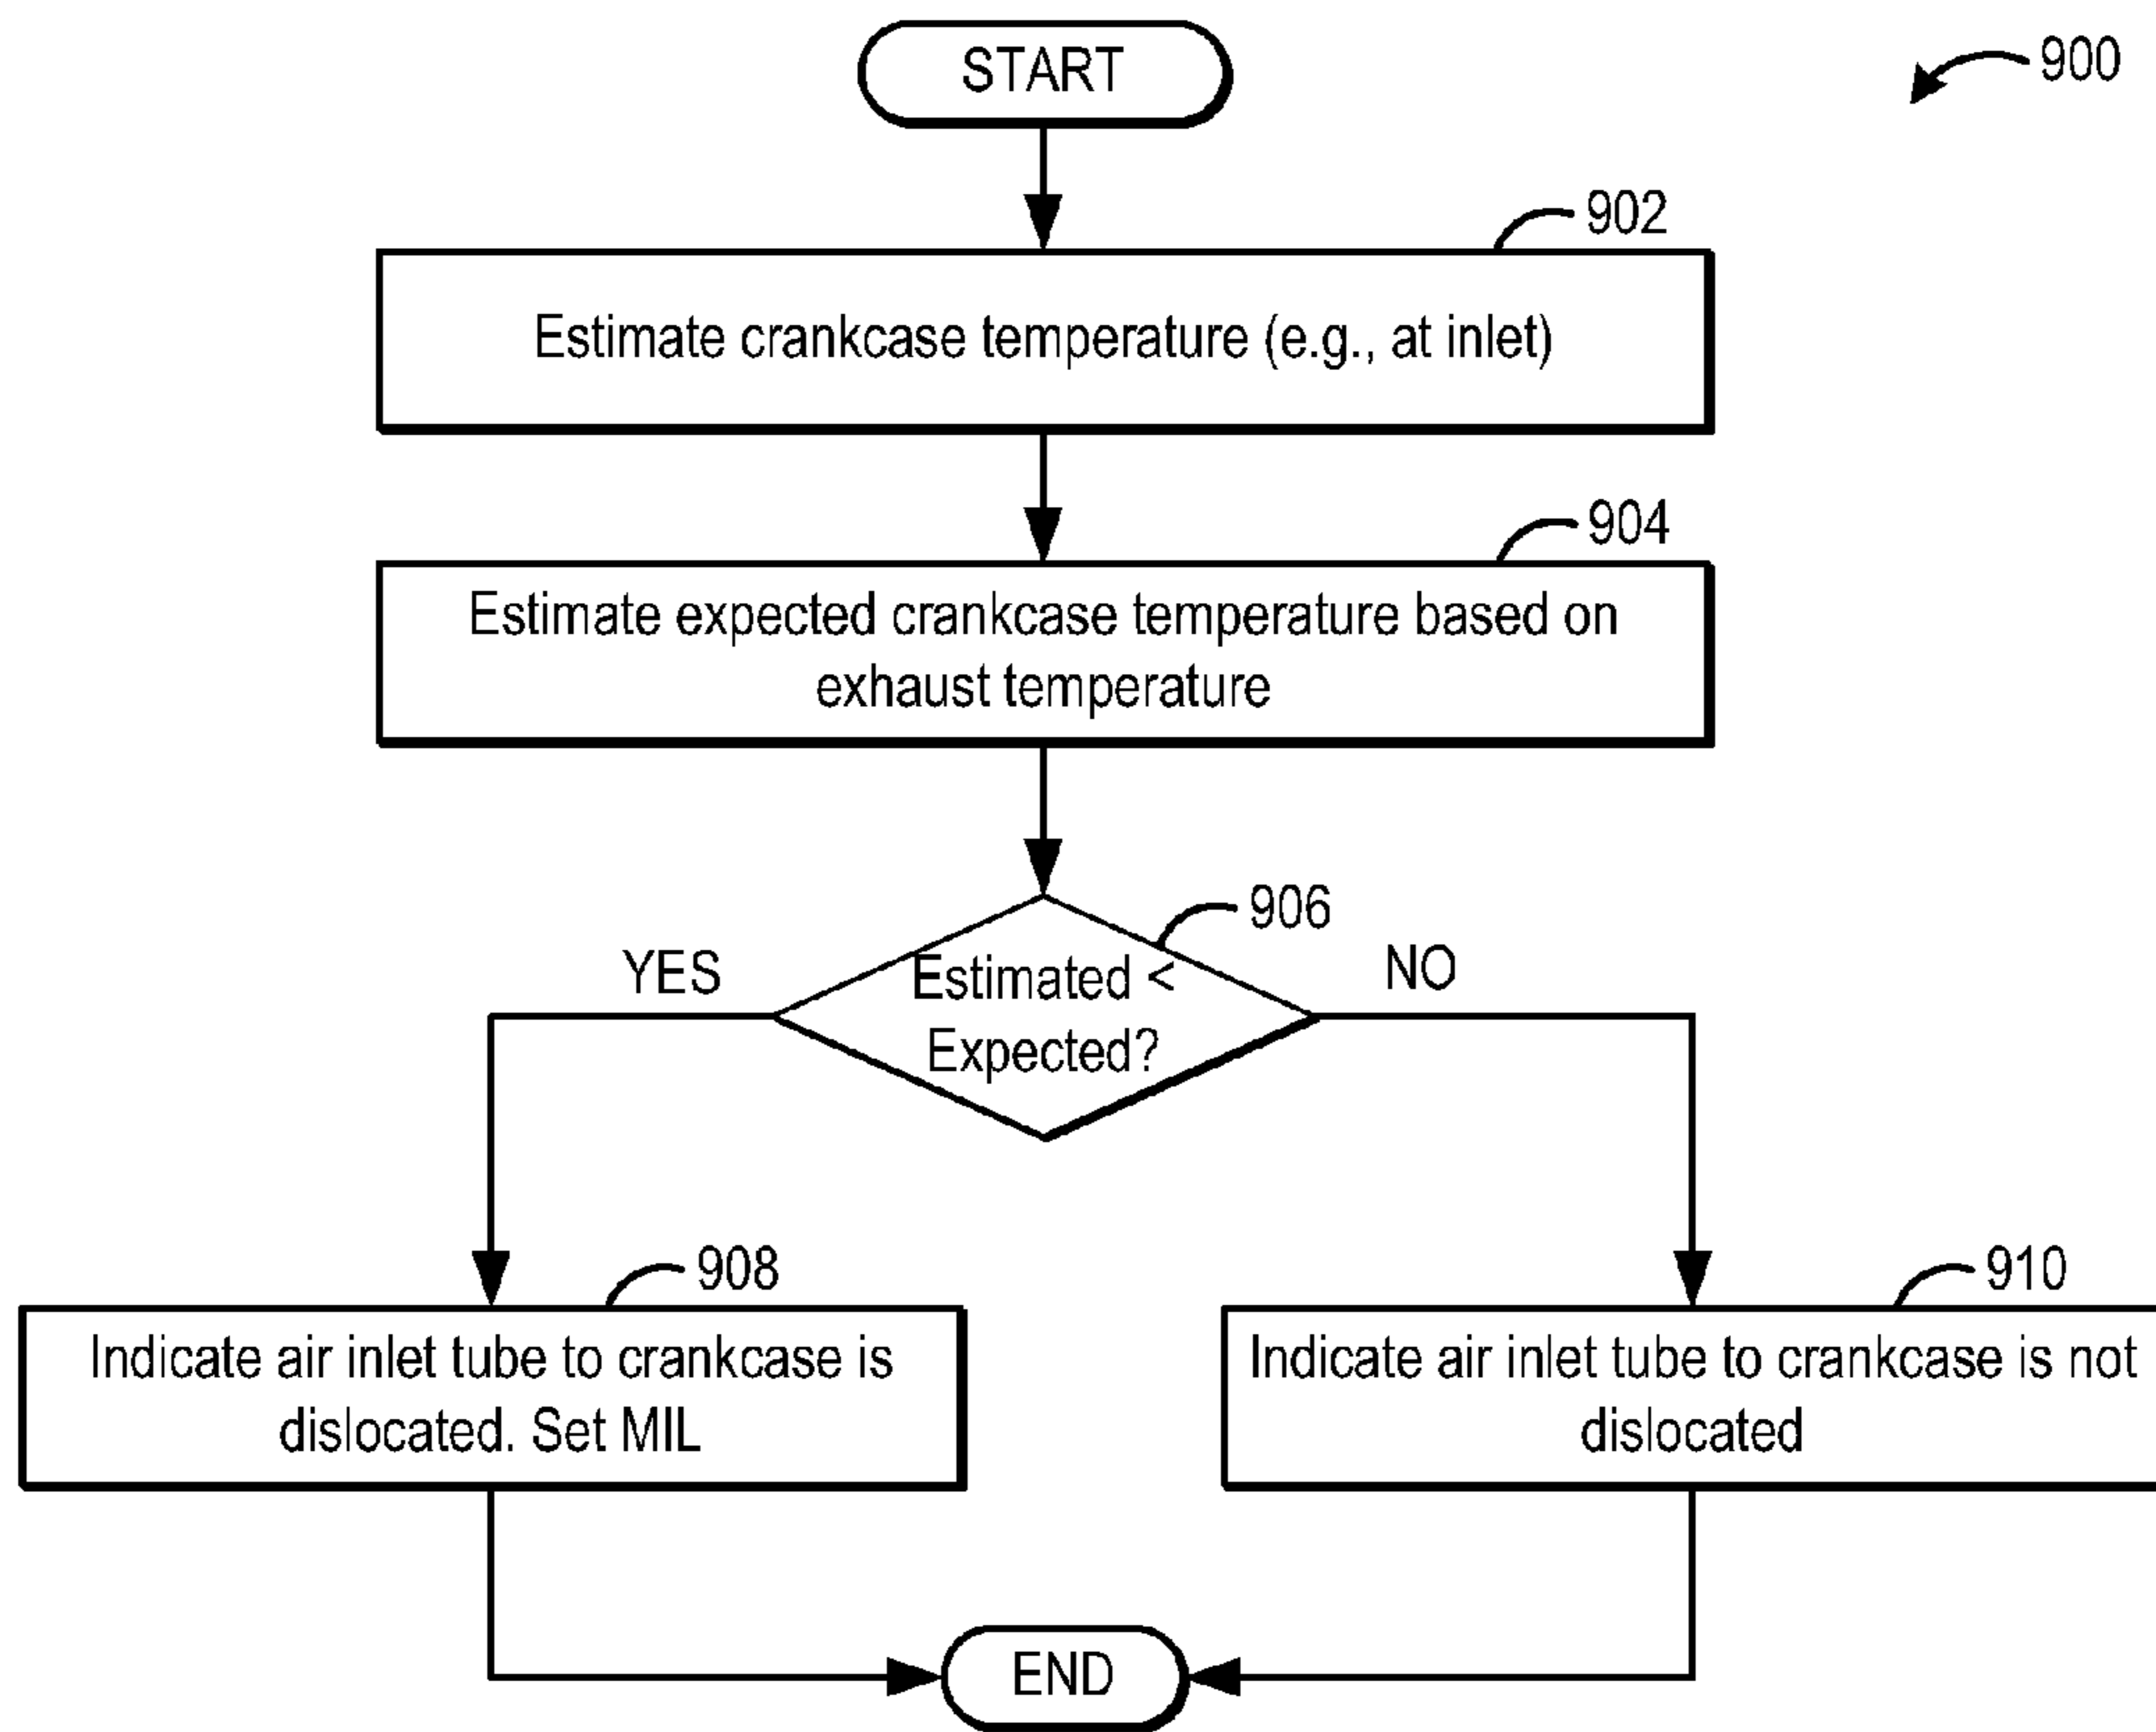 START
900
902
Estimate crankcase temperature (e.g., at inlet)
904
Estimate expected crankcase temperature based on
exhaust temperature
906
YES
Estimated <
NO
Expected?
908
910
Indicate air inlet tube to crankcase is
dislocated. Set MIL
Indicate air inlet tube to crankcase is not
dislocated
END